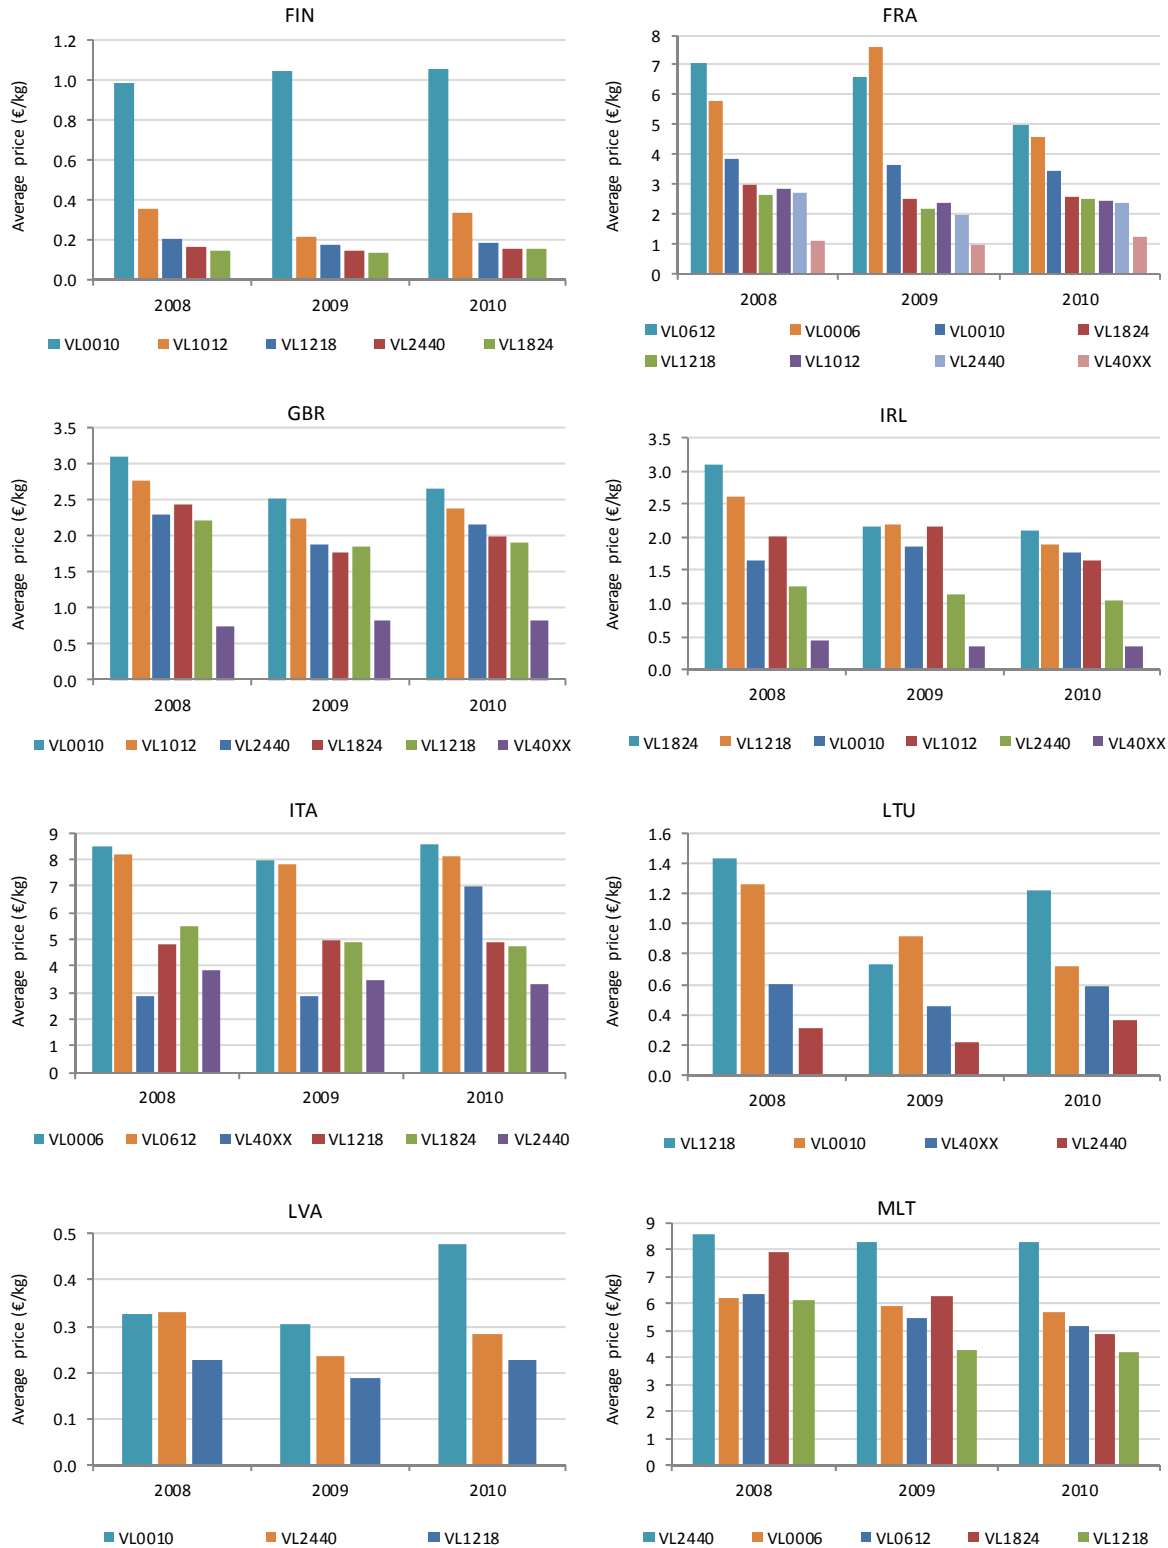 FIN
Average price (€/kg)
1.2
1.0
0.8
0.6
0.4
0.2
0.0
2008 2009 2010
VL0010 VL1012 VL1218 VL2440 VL1824
FRA
Average price (€/kg)
8
7
6
5
4
3
2
1
0
2008 2009 2010
VL0612 VL0006 VL0010 VL1824
VL1218 VL1012 VL2440 VL40XX
GBR
Average price (€/kg)
3.5
3.0
2.5
2.0
1.5
1.0
0.5
0.0
2008 2009 2010
VL0010 VL1012 VL2440 VL1824 VL1218 VL40XX
IRL
Average price (€/kg)
3.5
3.0
2.5
2.0
1.5
1.0
0.5
0.0
2008 2009 2010
VL1824 VL1218 VL0010 VL1012 VL2440 VL40XX
ITA
Average price (€/kg)
9
8
7
6
5
4
3
2
1
0
2008 2009 2010
VL0006 VL0612 VL40XX VL1218 VL1824 VL2440
LTU
Average price (€/kg)
1.6
1.4
1.2
1.0
0.8
0.6
0.4
0.2
0.0
2008 2009 2010
VL1218 VL0010 VL40XX VL2440
LVA
Average price (€/kg)
0.5
0.4
0.3
0.2
0.1
0.0
2008 2009 2010
VL0010 VL2440 VL1218
MLT
Average price (€/kg)
9
8
7
6
5
4
3
2
1
0
2008 2009 2010
VL2440 VL0006 VL0612 VL1824 VL1218